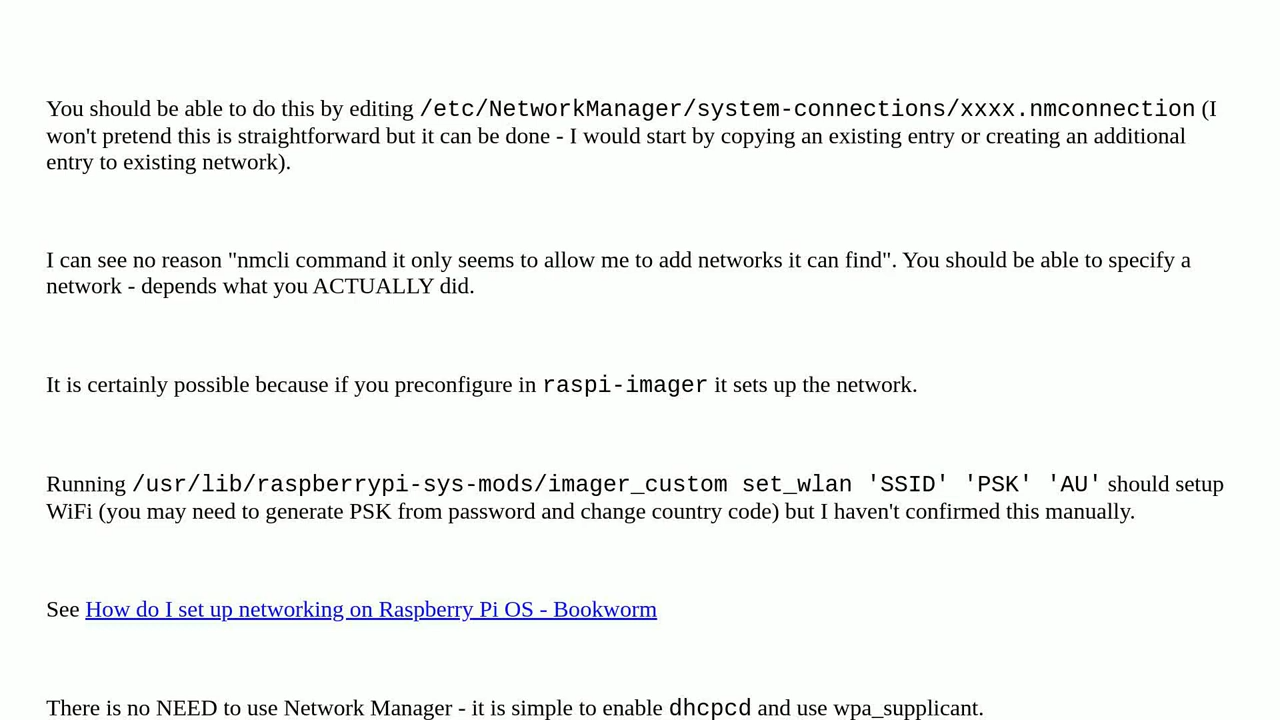 You should be able to do this by editing /etc/NetworkManager/system-connections/xxxx.nmconnection (I
won't pretend this is straightforward but it can be done - I would start by copying an existing entry or creating an additional
entry to existing network).
I can see no reason "nmcli command it only seems to allow me to add networks it can find". You should be able to specify a
network - depends what you ACTUALLY did.
It is certainly possible because if you preconfigure in raspi-imager it sets up the network.
Running /usr/lib/raspberrypi-sys-mods/imager_custom set_wlan 'SSID' 'PSK' 'AU' should setup
WiFi (you may need to generate PSK from password and change country code) but I haven't confirmed this manually.
See How do I set up networking on Raspberry Pi OS - Bookworm
There is no NEED to use Network Manager - it is simple to enable dhcpcd and use wpa_supplicant.